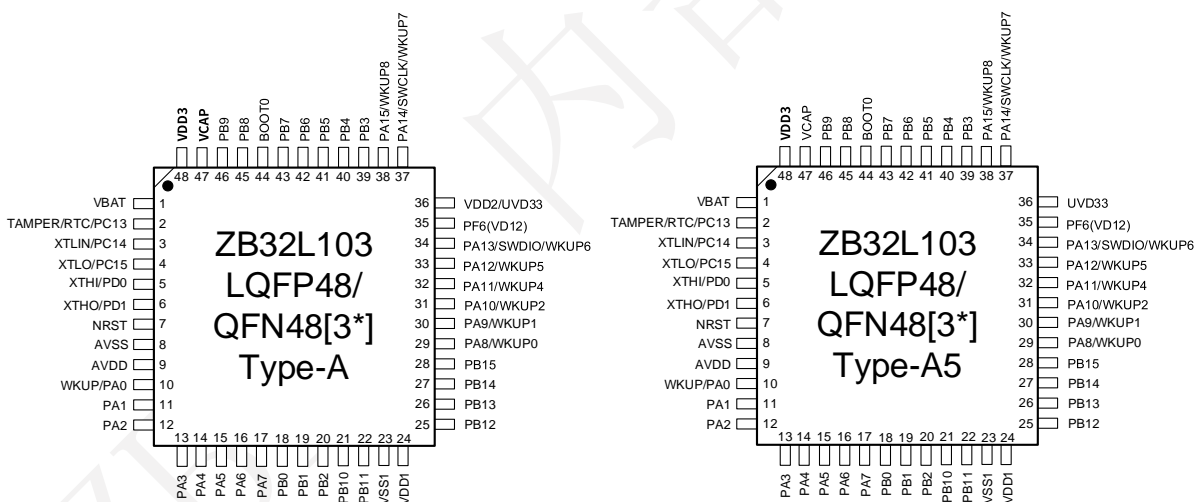 VDD3
VCAP
PB9
PB8
BOOT0
PB7
PB6
PB5
PB4
PB3
PA15/WKUP8
PA14/SWCLK/WKUP7
48 47 46 45 44 43 42 41 40 39 38 37
VBAT 1
TAMPER/RTC/PC13 2
XTLIN/PC14 3
XTLO/PC15 4
XTHI/PD0 5
XTHO/PD1 6
NRST 7
AVSS 8
AVDD 9
WKUP/PA0 10
PA1 11
PA2 12
ZB32L103
LQFP48/
QFN48[3*]
Type-A
36 VDD2/UVD33
35 PF6(VD12)
34 PA13/SWDIO/WKUP6
33 PA12/WKUP5
32 PA11/WKUP4
31 PA10/WKUP2
30 PA9/WKUP1
29 PA8/WKUP0
28 PB15
27 PB14
26 PB13
25 PB12
13 14 15 16 17 18 19 20 21 22 23 24
PA3
PA4
PA5
PA6
PA7
PB0
PB1
PB2
PB10
PB11
VSS1
VDD1
VDD3
VCAP
PB9
PB8
BOOT0
PB7
PB6
PB5
PB4
PB3
PA15/WKUP8
PA14/SWCLK/WKUP7
48 47 46 45 44 43 42 41 40 39 38 37
VBAT 1
TAMPER/RTC/PC13 2
XTLIN/PC14 3
XTLO/PC15 4
XTHI/PD0 5
XTHO/PD1 6
NRST 7
AVSS 8
AVDD 9
WKUP/PA0 10
PA1 11
PA2 12
ZB32L103
LQFP48/
QFN48[3*]
Type-A5
36 UVD33
35 PF6(VD12)
34 PA13/SWDIO/WKUP6
33 PA12/WKUP5
32 PA11/WKUP4
31 PA10/WKUP2
30 PA9/WKUP1
29 PA8/WKUP0
28 PB15
27 PB14
26 PB13
25 PB12
13 14 15 16 17 18 19 20 21 22 23 24
PA3
PA4
PA5
PA6
PA7
PB0
PB1
PB2
PB10
PB11
VSS1
VDD1